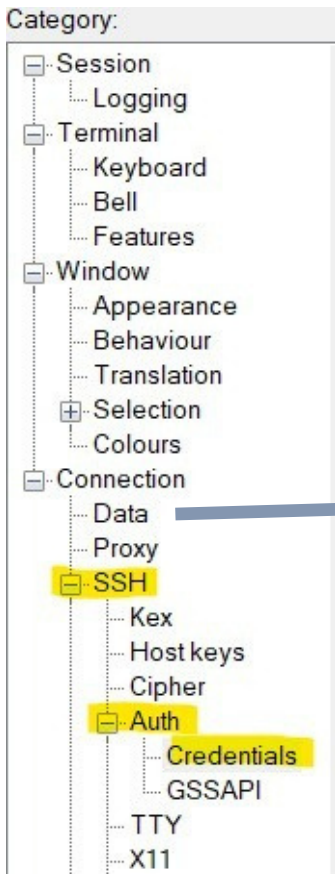 Category:
Session
Logging
Terminal
Keyboard
Bell
Features
Window
Appearance
Behaviour
Translation
Selection
Colours
Connection
Data
Proxy
SSH
Kex
Host keys
Cipher
Auth
Credentials
GSSAPI
TTY
X11